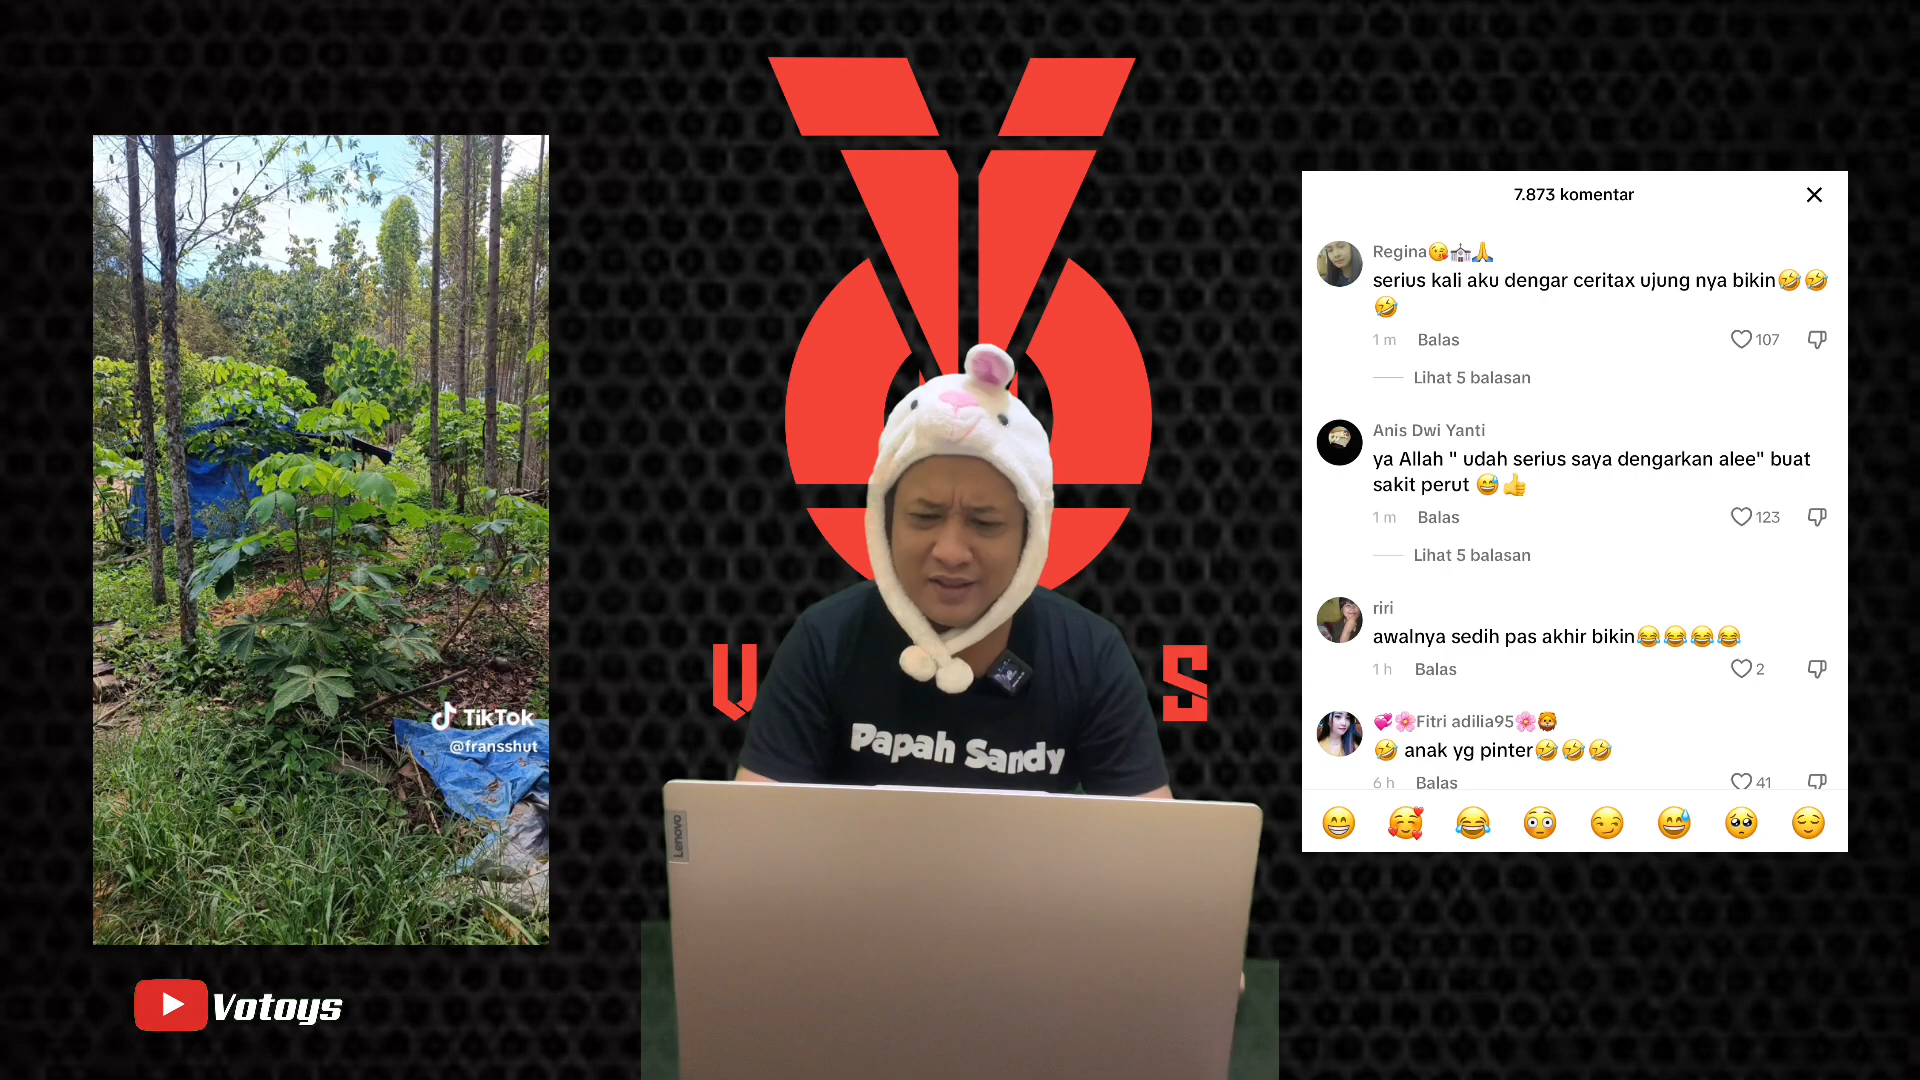 TikTok
@fransshut
Votoys
V
S
Papah Sandy
Lenovo
7.873 komentar
Regina😘⛪🙏
serius kali aku dengar ceritax ujung nya bikin🤣🤣
🤣
1 m Balas 107
Lihat 5 balasan
Anis Dwi Yanti
ya Allah " udah serius saya dengarkan alee" buat
sakit perut 😅👍
1 m Balas 123
Lihat 5 balasan
riri
awalnya sedih pas akhir bikin😂😂😂😂
1 h Balas 2
💞🌸Fitri adilia95🌸🦁
🤣 anak yg pinter🤣🤣🤣
6 h Balas 41